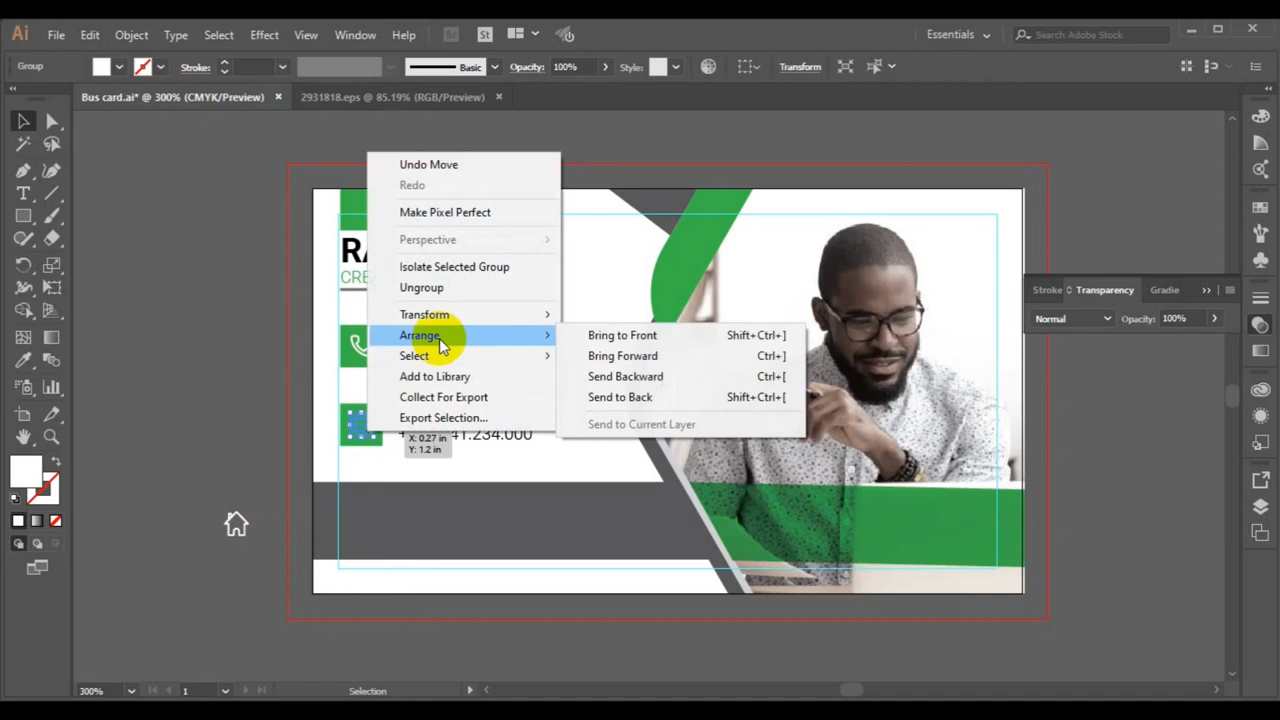 Ai File Edit Object Type Select Effect View Window Help Br St Essentials Search Adobe Stock
Group Stroke: Basic Opacity: 100% Style: Transform
Bus card.ai* @ 300% (CMYK/Preview) 2931818.eps @ 85.19% (RGB/Preview)
Undo Move
Redo
Make Pixel Perfect
Perspective
Isolate Selected Group
Ungroup
Transform
Arrange
Select
Add to Library
Collect For Export
Export Selection...
Bring to Front Shift+Ctrl+]
Bring Forward Ctrl+]
Send Backward Ctrl+[
Send to Back Shift+Ctrl+[
Send to Current Layer
CRE
41.234.000
X: 0.27 in
Y: 1.2 in
Stroke Transparency Gradie
Normal Opacity: 100%
300% 1 Selection